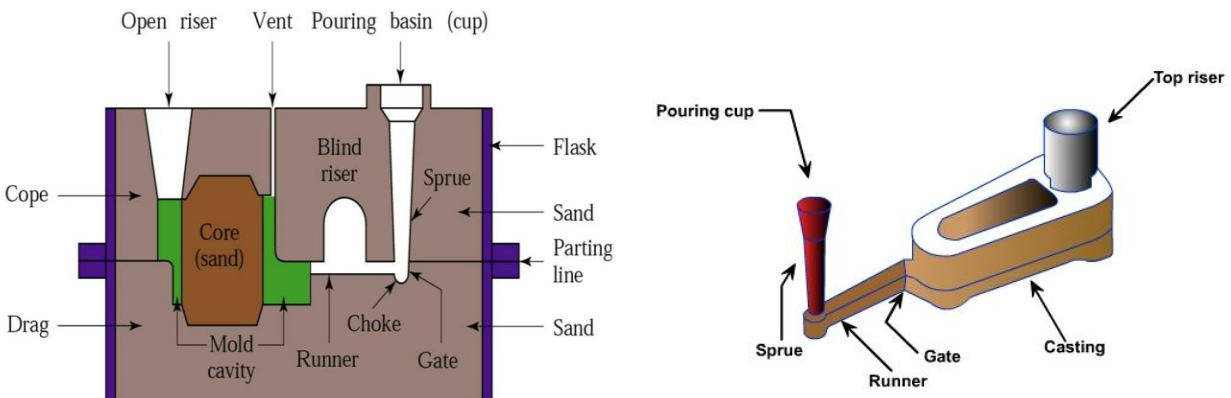 Open riser
Vent
Pouring basin (cup)
Flask
Blind
riser
Sprue
Cope
Sand
Core
(sand)
Parting
line
Drag
Choke
Sand
Mold
cavity
Runner
Gate
Top riser
Pouring cup
Sprue
Runner
Gate
Casting